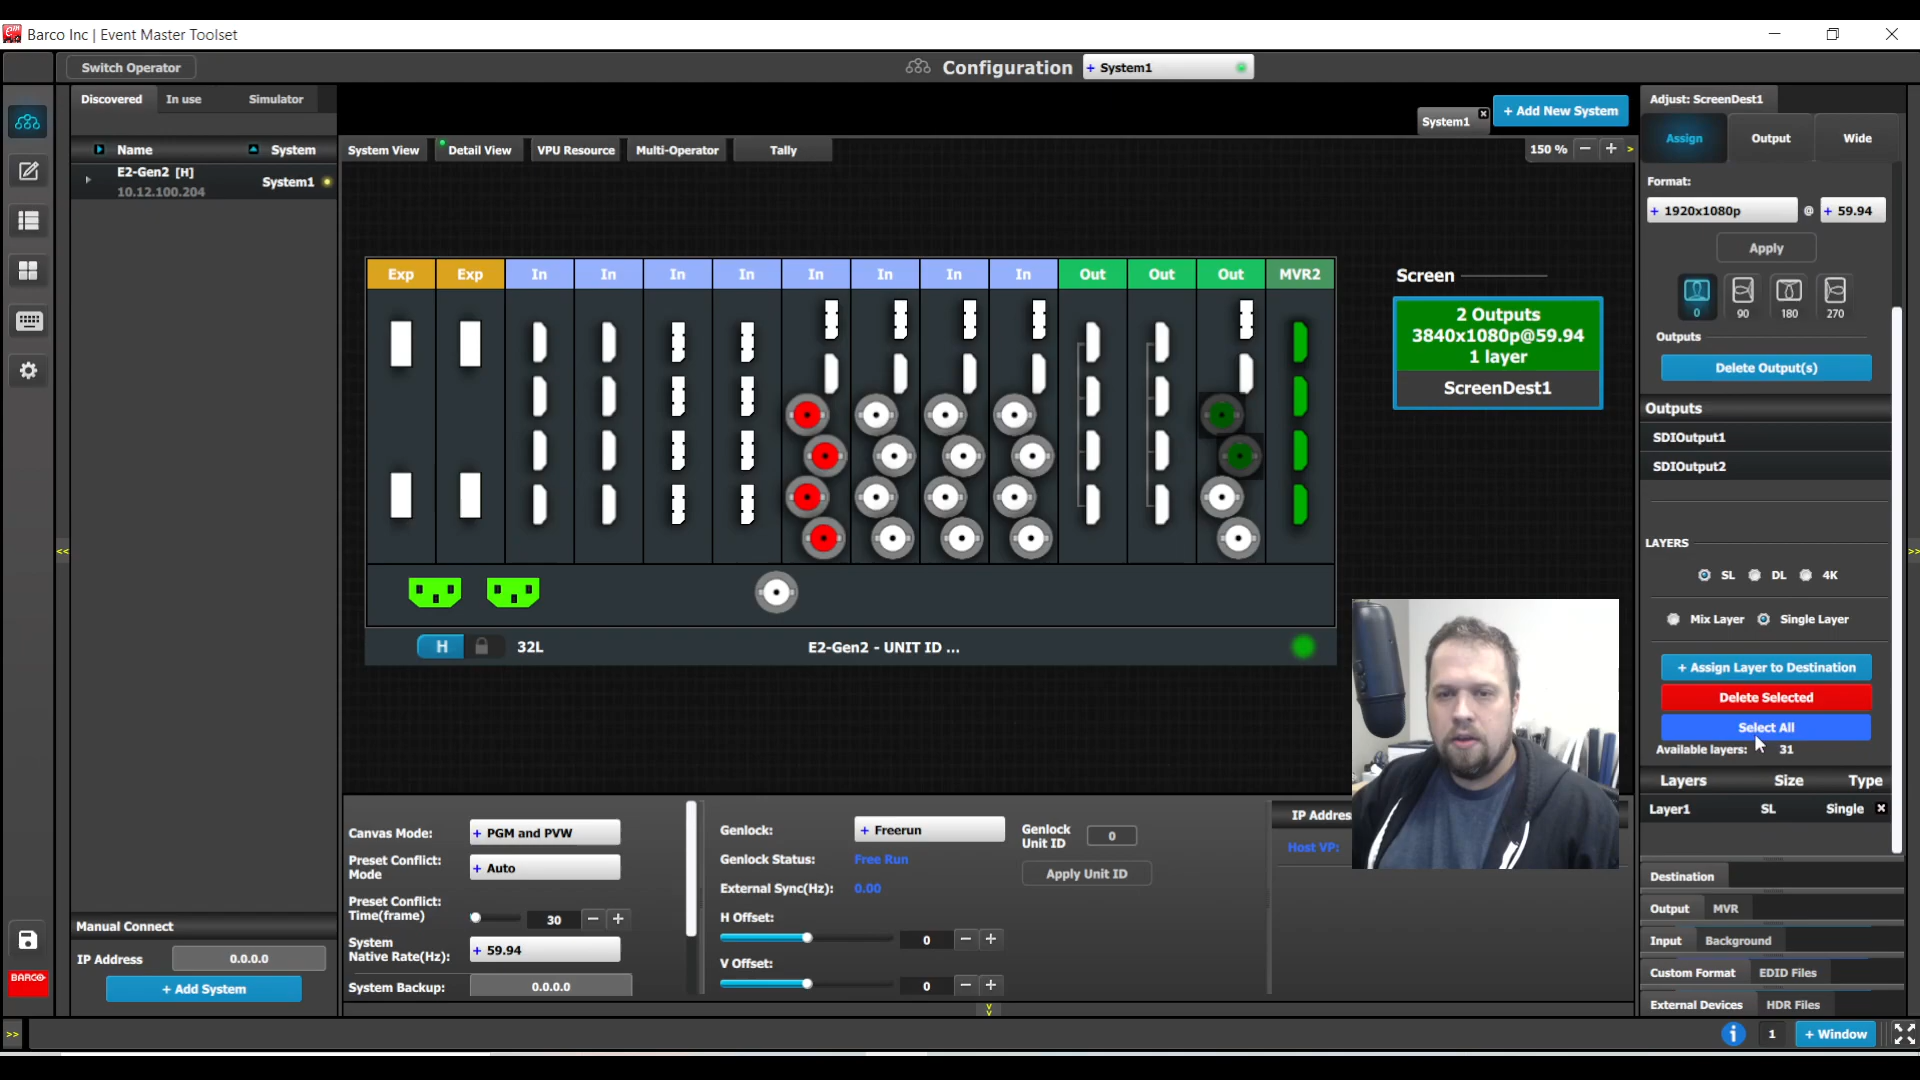 Barco Inc | Event Master Toolset
Switch Operator
Configuration
+ System1
Discovered
In use
Simulator
Name
System
E2-Gen2 [H]
10.12.100.204
System1
System1
+ Add New System
System View
Detail View
VPU Resource
Multi-Operator
Tally
150 %
Exp
Exp
In
In
In
In
In
In
In
In
Out
Out
Out
MVR2
H
32L
E2-Gen2 - UNIT ID ...
Screen
2 Outputs
3840x1080p@59.94
1 layer
ScreenDest1
Adjust: ScreenDest1
Assign
Output
Wide
Format:
+ 1920x1080p
@
+ 59.94
Apply
0
90
180
270
Outputs
Delete Output(s)
Outputs
SDIOutput1
SDIOutput2
LAYERS
SL
DL
4K
Mix Layer
Single Layer
+ Assign Layer to Destination
Delete Selected
Select All
Available layers: 31
Layers
Size
Type
Layer1
SL
Single
Destination
Output
MVR
Input
Background
Custom Format
EDID Files
External Devices
HDR Files
Canvas Mode:
+ PGM and PVW
Preset Conflict:
Mode
+ Auto
Preset Conflict:
Time(frame)
30
System
Native Rate(Hz):
+ 59.94
System Backup:
0.0.0.0
Genlock:
+ Freerun
Genlock Status:
Free Run
External Sync(Hz):
0.00
H Offset:
0
V Offset:
0
Genlock
Unit ID
0
Apply Unit ID
IP Addres
Host VP:
Manual Connect
IP Address
0.0.0.0
+ Add System
BARCO
<<
>>
>>
1
+ Window